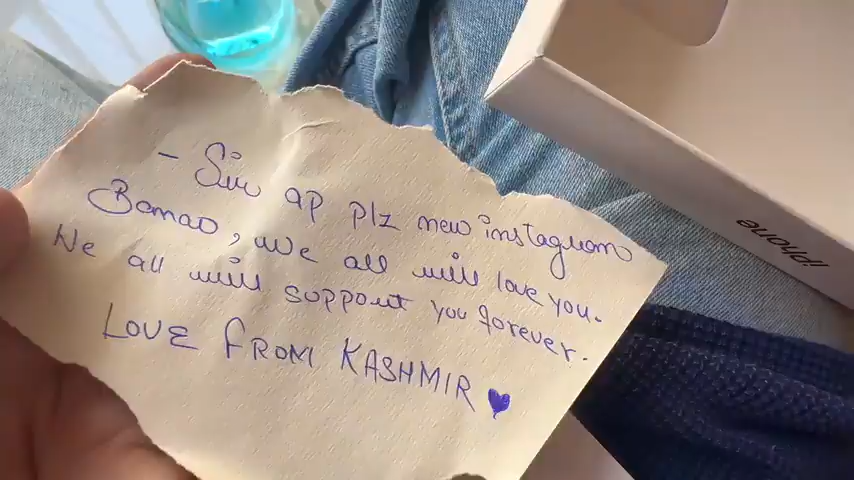 - Sir ap plz new instagram
Banao, we all will love you.
We all will support you forever.
LOVE FROM KASHMIR
iPhone